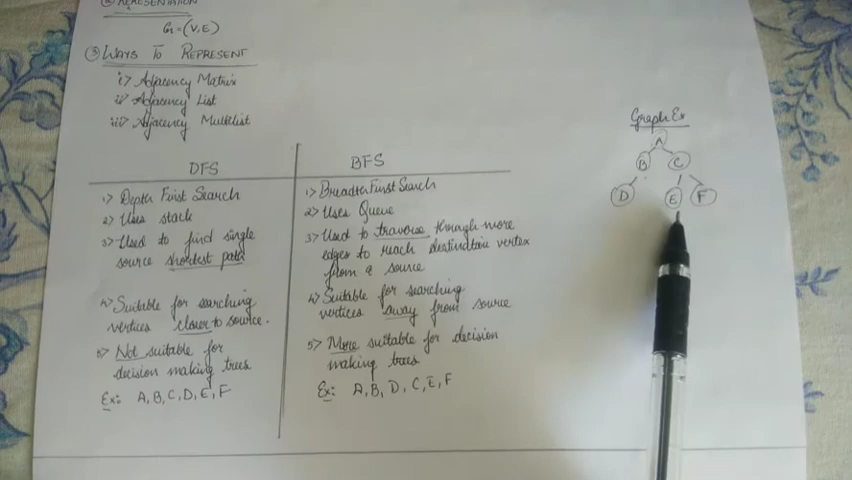 ② REPRESENTATION
G=(V,E)
③ WAYS TO REPRESENT
i) Adjacency Matrix
ii) Adjacency List
iii) Adjacency Multilist
DFS
1) Depth First Search
2) Uses stack
3) Used to find single
source shortest path
4) Suitable for searching
vertices closer to source.
5) Not suitable for
decision making trees
Ex: A, B, C, D, E, F
BFS
1) Breadth First Search
2) Uses Queue
3) Used to traverse through more
edges to reach destination vertex
from a source
4) Suitable for searching
vertices away from source
5) More suitable for decision
making trees
Ex: A, B, D, C, E, F
Graph Ex
A
B C
D E F